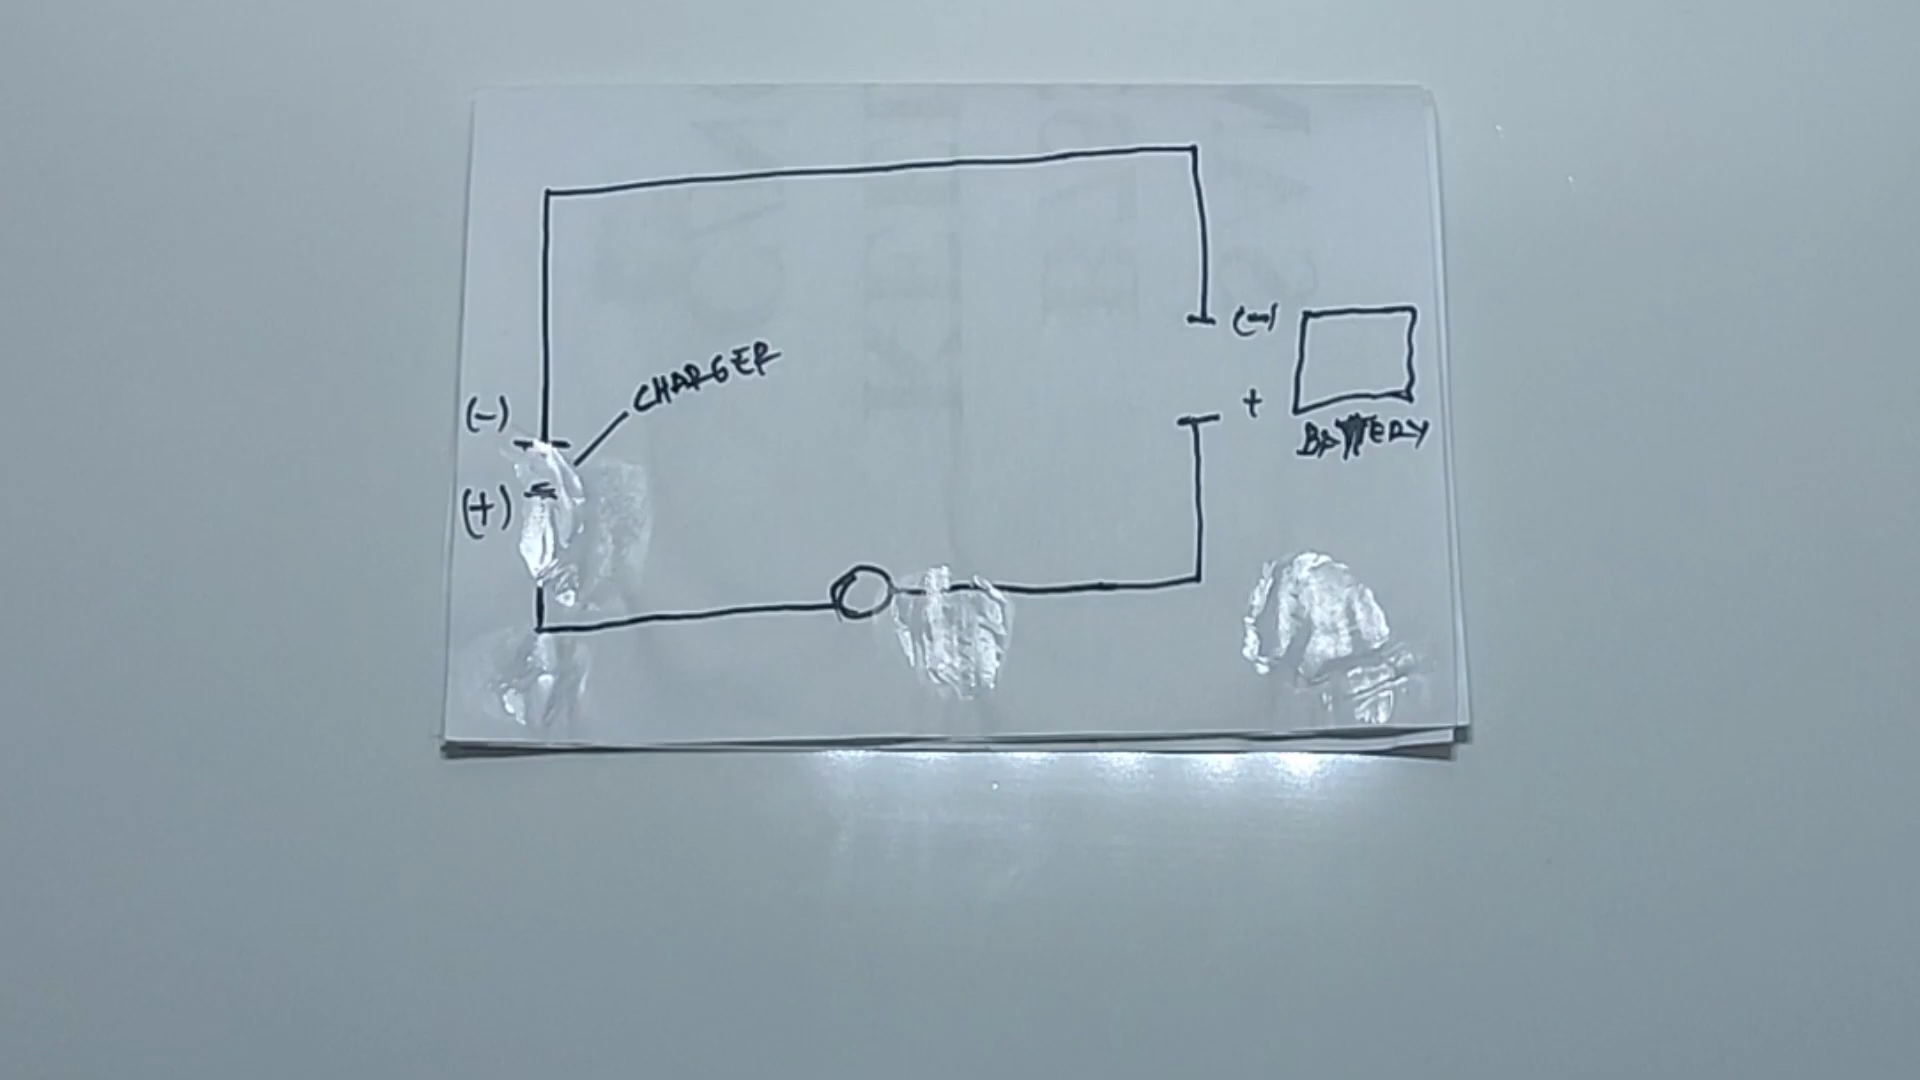 (-)
CHARGER
(+)
(-)
+
BATTERY